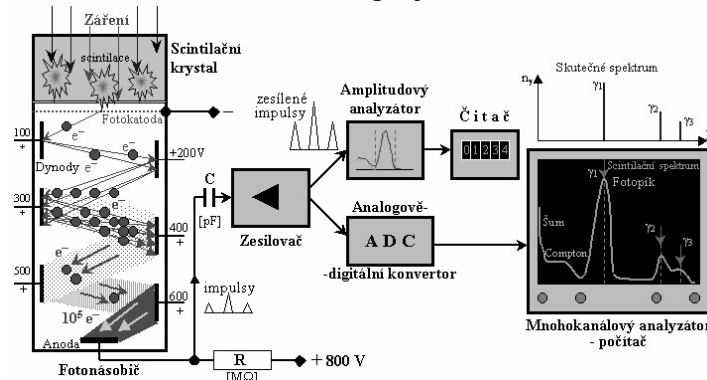 Záření
scintilace
Scintilační
krystal
Fotokatoda
–
e⁻
100
+
e⁻
+200V
Dynody
e⁻
300
+
e⁻
400
+
e⁻
500
+
600
+
10⁵ e⁻
Anoda
Fotonásobič
impulsy
C
[pF]
R
[MΩ]
+ 800 V
zesílené
impulsy
Zesilovač
Amplitudový
analyzátor
Čitač
01234
Analogově-
A D C
-digitální konvertor
Skutečné spektrum
γ1
γ2
γ3
Scintilační spektrum
γ1
Fotopík
Šum
Compton
γ2
γ3
Mnohokanálový analyzátor
- počítač